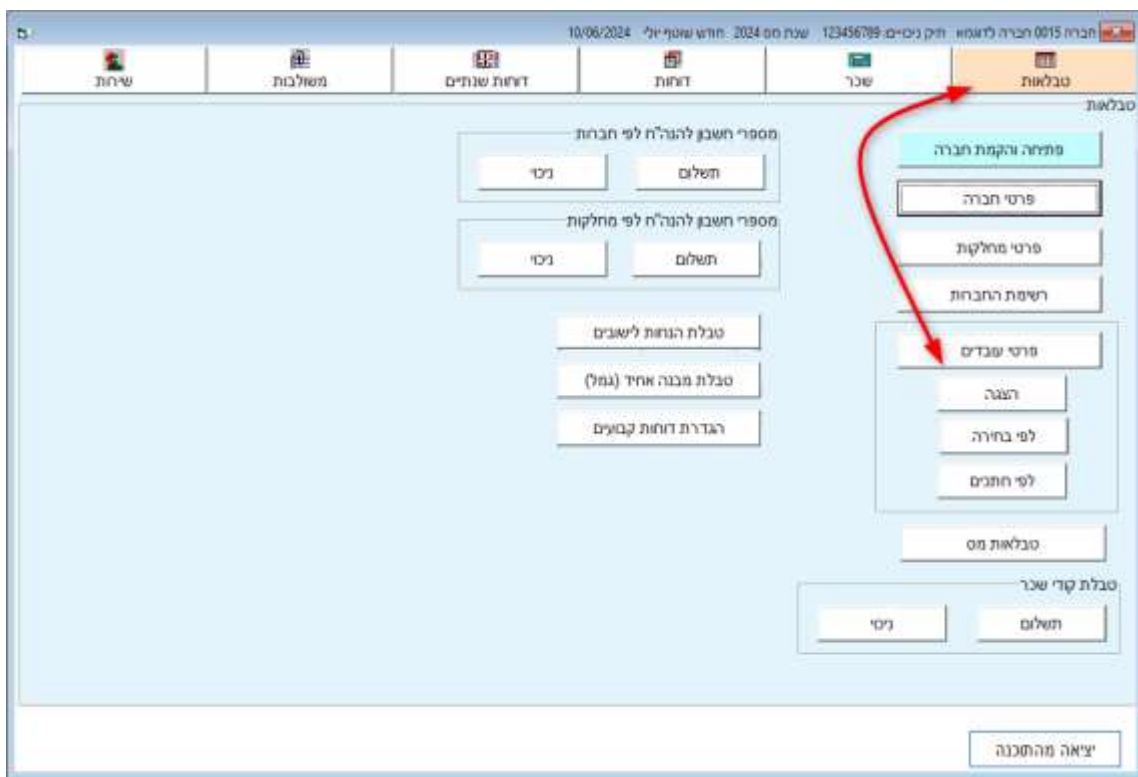 חברה 0015 חברה לדוגמא תיק ניכויים: 123456789 שנת מס 2024 חודש שוטף יולי 10/06/2024
טבלאות
שכר
דוחות
דוחות שנתיים
משולבות
שירות
טבלאות
פתיחה והקמת חברה
פרטי חברה
פרטי מחלקות
רשימת החברות
פרטי עובדים
הצגה
לפי בחירה
לפי חתכים
טבלאות מס
טבלת קודי שכר
תשלום
ניכוי
מספרי חשבון להנה"ח לפי חברות
תשלום
ניכוי
מספרי חשבון להנה"ח לפי מחלקות
תשלום
ניכוי
טבלת הנחות לישובים
טבלת מבנה אחיד (גמל)
הגדרת דוחות קבועים
יציאה מהתוכנה